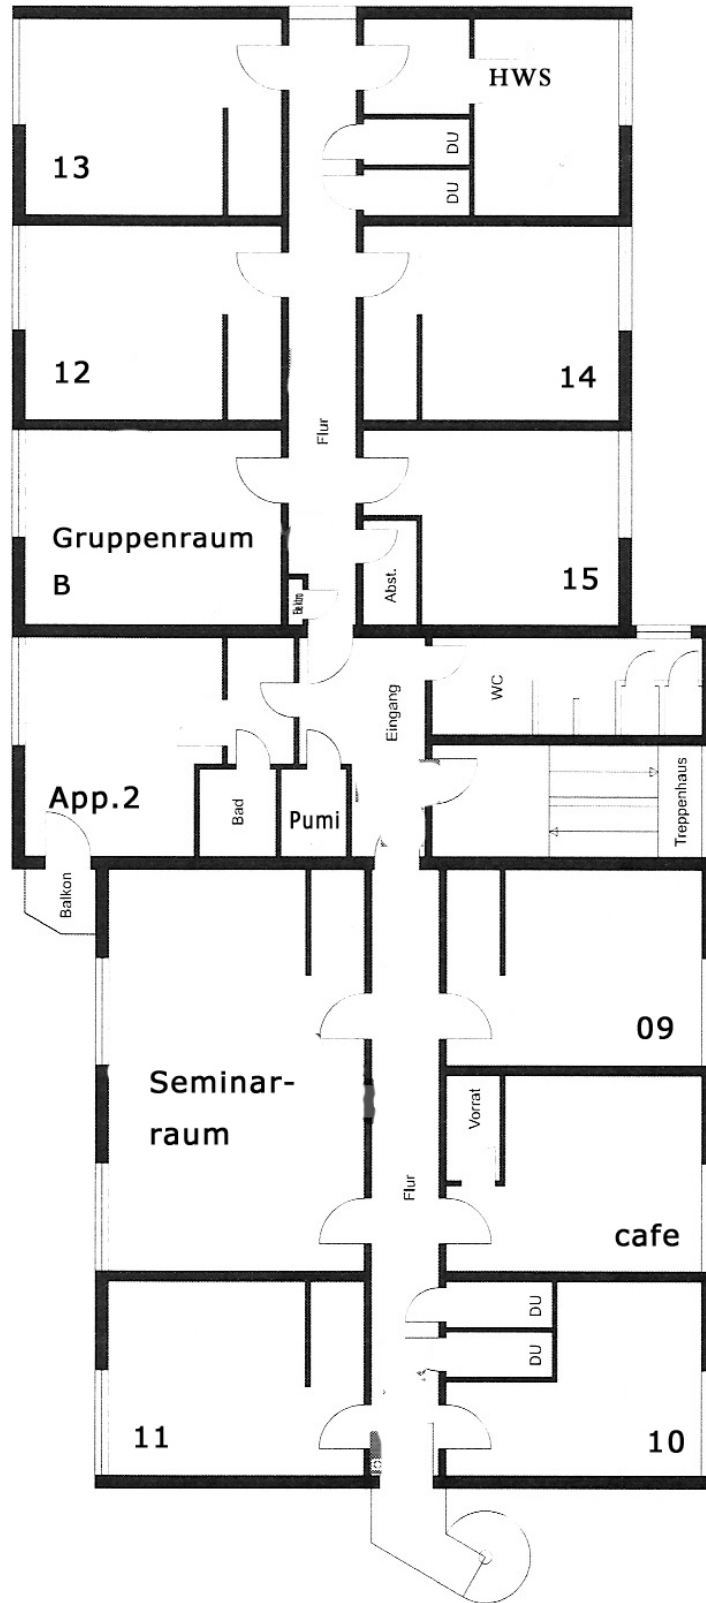 HWS
DU
13
DU
12
14
Flur
Gruppenraum
B
15
Abst.
Elektro
WC
Eingang
App.2
Bad
Pumi
Treppenhaus
Balkon
09
Seminar-
raum
Vorrat
Flur
cafe
DU
DU
11
10